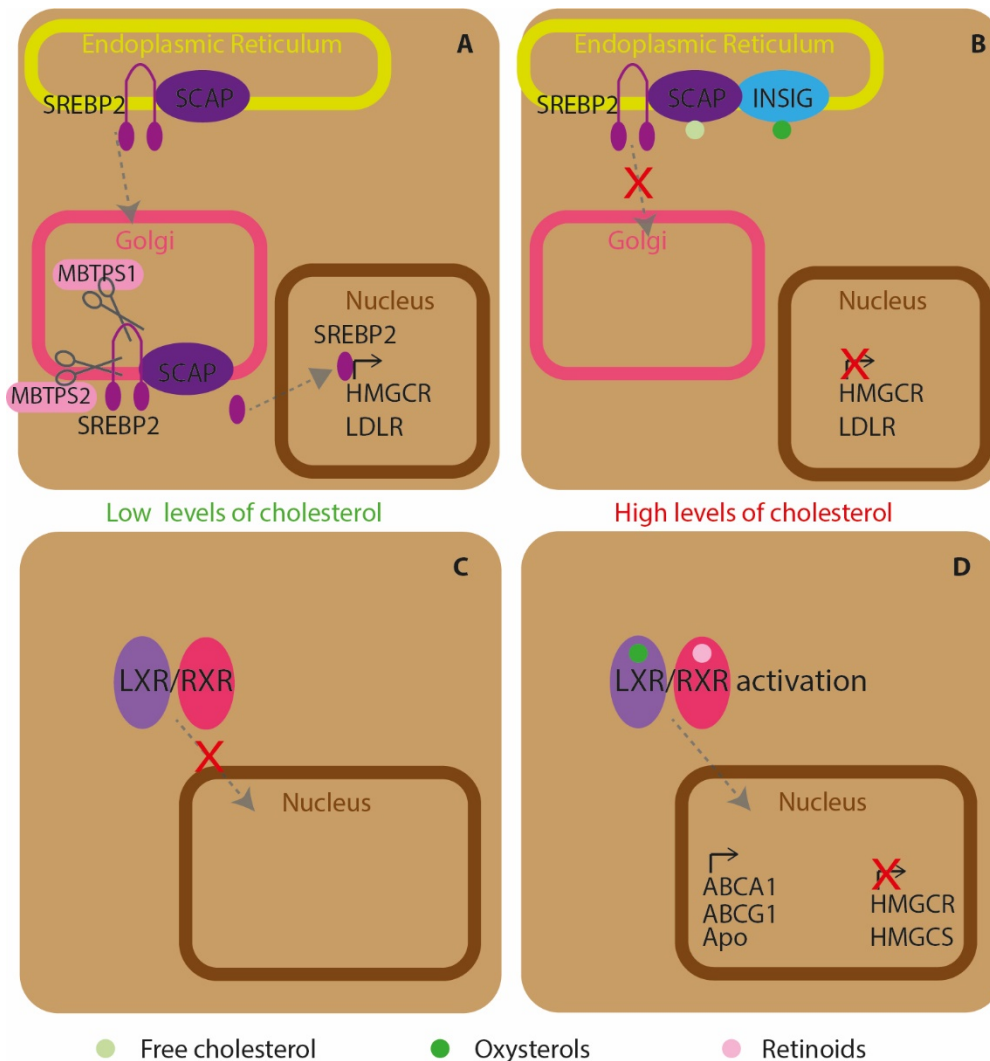 A
Endoplasmic Reticulum
SREBP2
SCAP
Golgi
MBTPS1
MBTPS2
SCAP
SREBP2
Nucleus
SREBP2
HMGCR
LDLR
B
Endoplasmic Reticulum
SREBP2
SCAP
INSIG
X
Golgi
Nucleus
X
HMGCR
LDLR
Low levels of cholesterol
High levels of cholesterol
C
LXR/RXR
X
Nucleus
D
LXR/RXR activation
Nucleus
ABCA1
ABCG1
Apo
X
HMGCR
HMGCS
Free cholesterol
Oxysterols
Retinoids